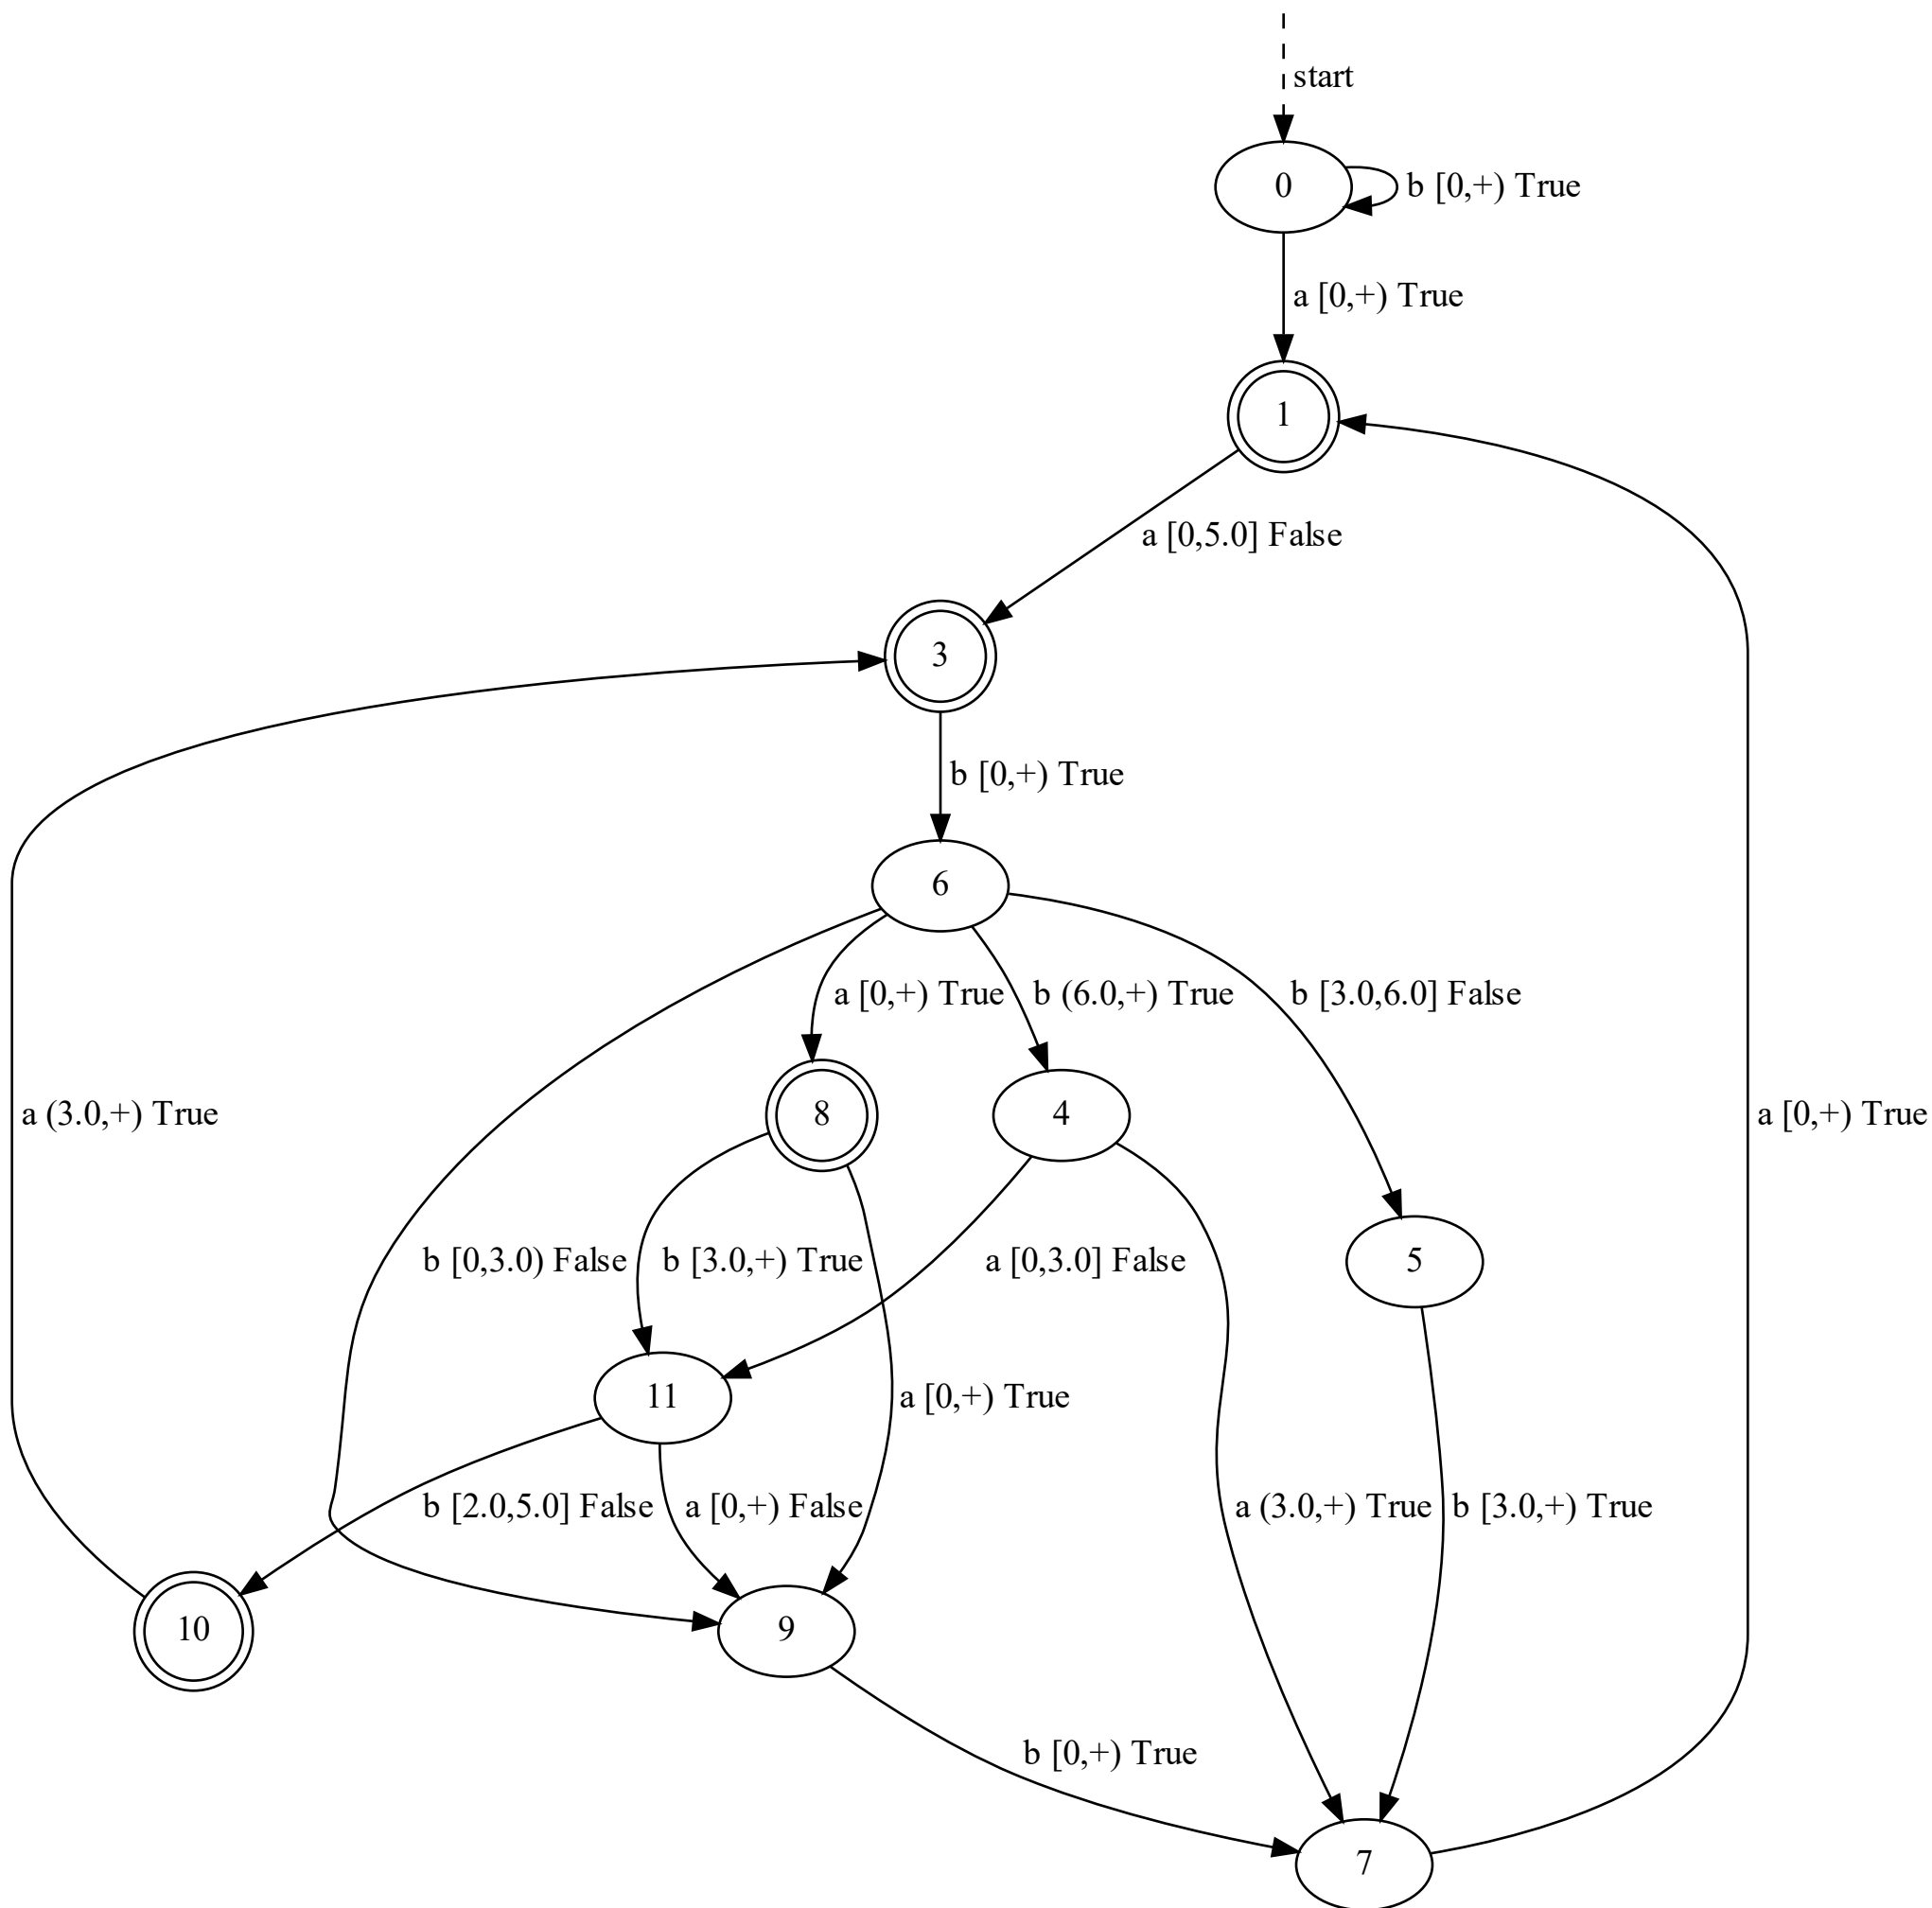 start
0
b [0,+) True
a [0,+) True
1
a [0,5.0] False
3
b [0,+) True
6
a [0,+) True
b (6.0,+) True
b [3.0,6.0] False
a (3.0,+) True
8
4
a [0,+) True
b [0,3.0) False
b [3.0,+) True
a [0,3.0] False
5
11
a [0,+) True
b [2.0,5.0] False
a [0,+) False
a (3.0,+) True
b [3.0,+) True
10
9
b [0,+) True
7